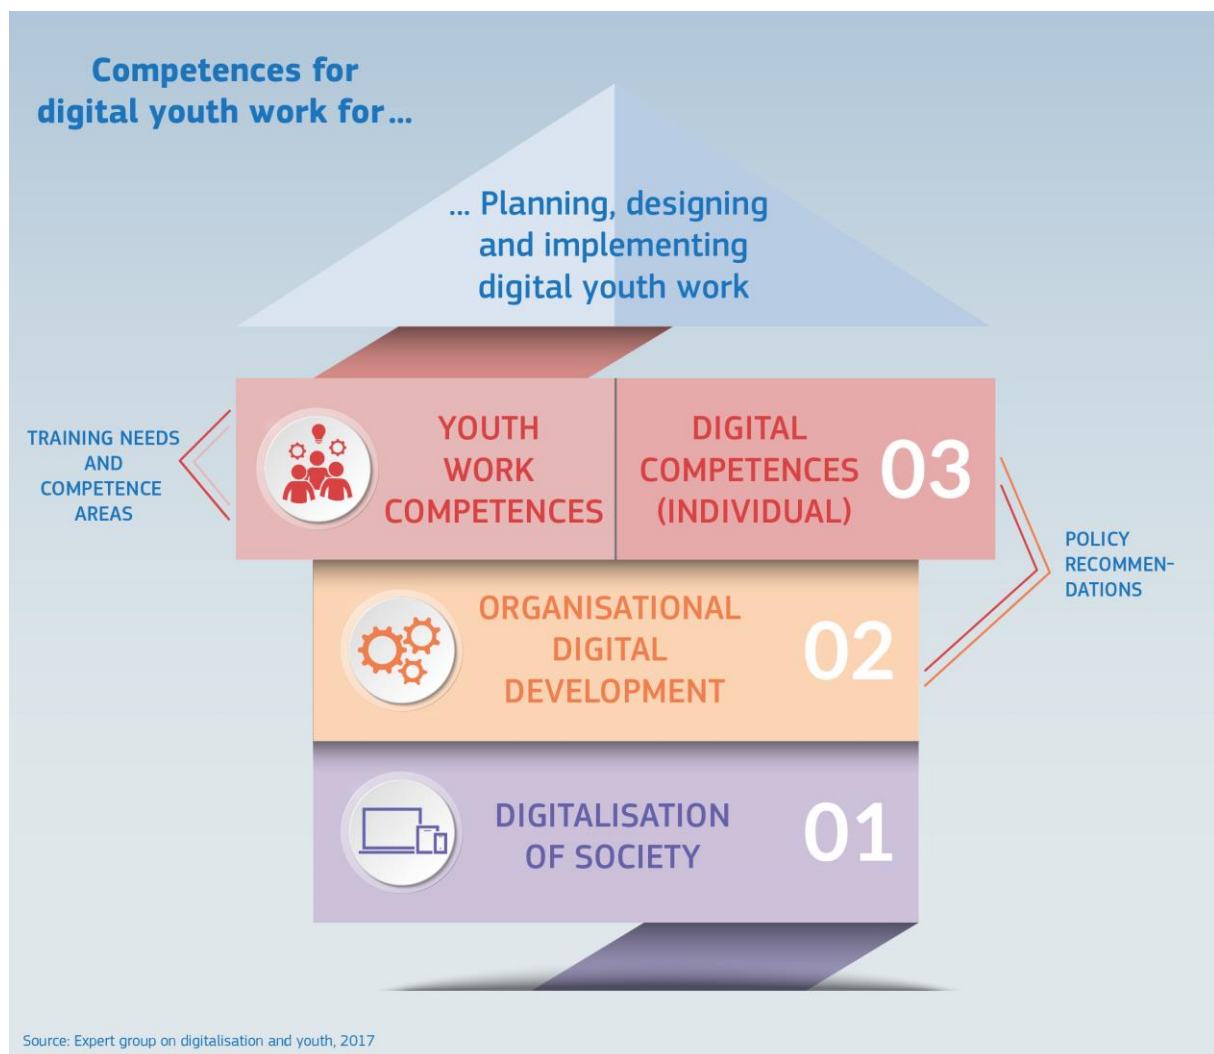 Competences for
digital youth work for...
... Planning, designing
and implementing
digital youth work
TRAINING NEEDS
AND
COMPETENCE
AREAS
YOUTH
WORK
COMPETENCES
DIGITAL
COMPETENCES
(INDIVIDUAL)
03
POLICY
RECOMMEN-
DATIONS
ORGANISATIONAL
DIGITAL
DEVELOPMENT
02
DIGITALISATION
OF SOCIETY
01
Source: Expert group on digitalisation and youth, 2017